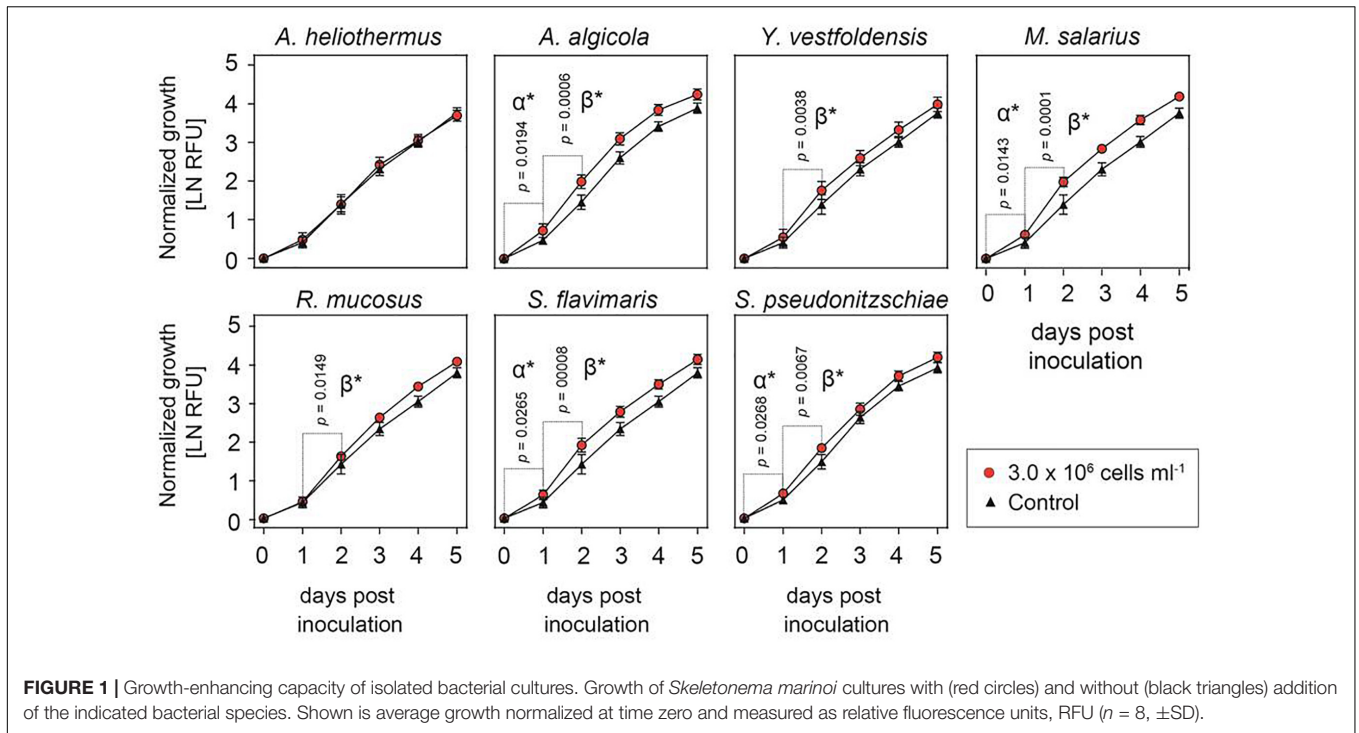 A. heliothermus
A. algicola
Y. vestfoldensis
M. salarius
Normalized growth
[LN RFU]
5
4
3
2
1
0
α*
p = 0.0194
p = 0.0006
β*
p = 0.0038
β*
α*
p = 0.0143
p = 0.0001
β*
0 1 2 3 4 5
days post
inoculation
R. mucosus
S. flavimaris
S. pseudonitzschiae
Normalized growth
[LN RFU]
5
4
3
2
1
0
p = 0.0149
β*
α*
p = 0.0265
p = 00008
β*
α*
p = 0.0268
p = 0.0067
β*
0 1 2 3 4 5
0 1 2 3 4 5
0 1 2 3 4 5
days post
inoculation
days post
inoculation
days post
inoculation
3.0 x 10⁶ cells ml⁻¹
Control
FIGURE 1 | Growth-enhancing capacity of isolated bacterial cultures. Growth of Skeletonema marinoi cultures with (red circles) and without (black triangles) addition
of the indicated bacterial species. Shown is average growth normalized at time zero and measured as relative fluorescence units, RFU (n = 8, ±SD).